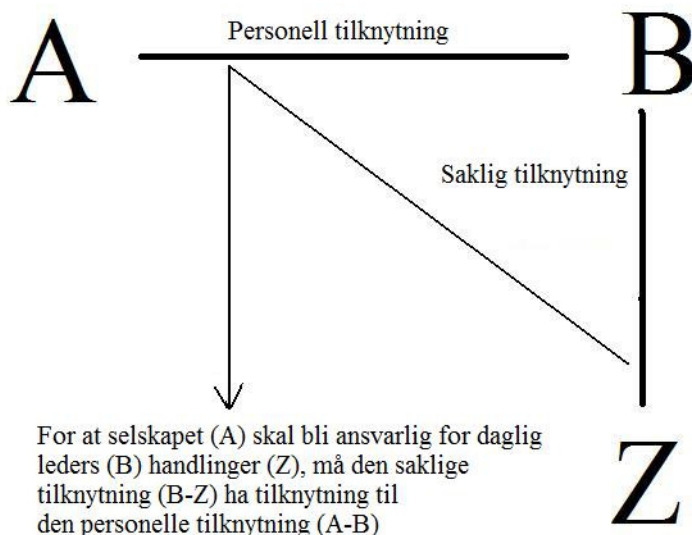 Personell tilknytning
A
B
Saklig tilknytning
For at selskapet (A) skal bli ansvarlig for daglig
leders (B) handlinger (Z), må den saklige
tilknytning (B-Z) ha tilknytning til
den personelle tilknytning (A-B)
Z